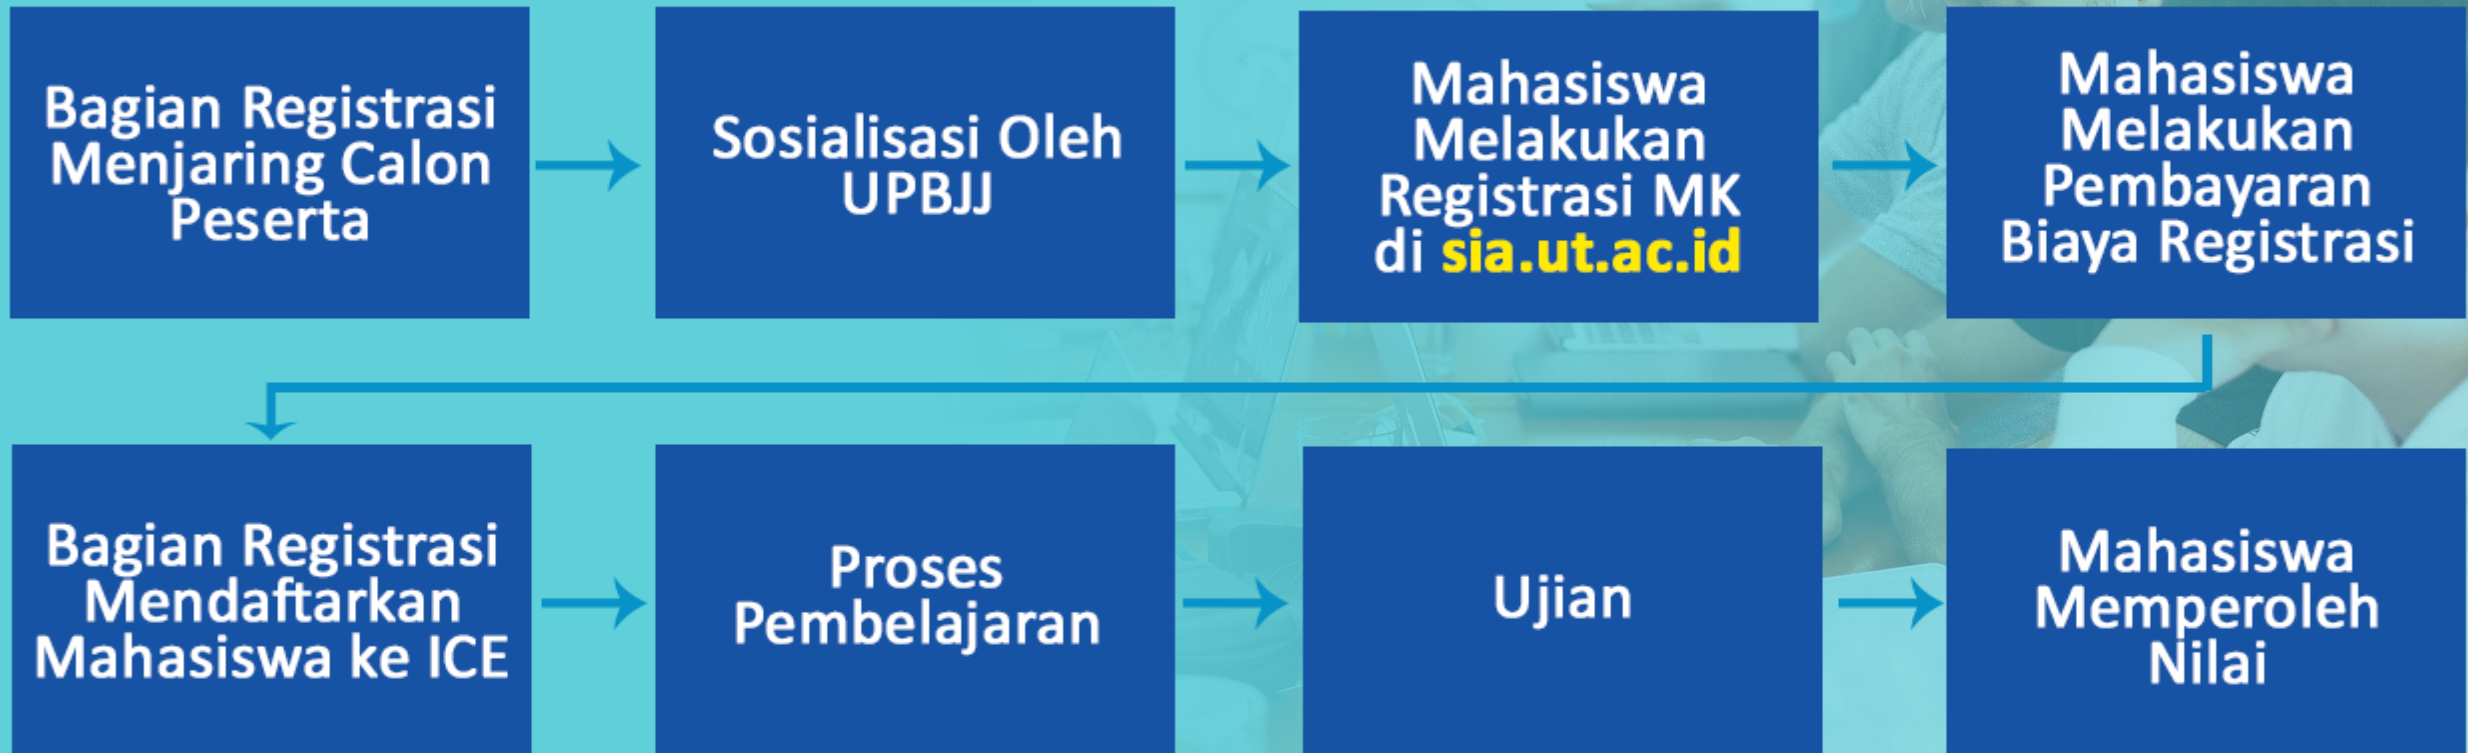 Bagian Registrasi
Menjaring Calon
Peserta
Sosialisasi Oleh
UPBJJ
Mahasiswa
Melakukan
Registrasi MK
di sia.ut.ac.id
Mahasiswa
Melakukan
Pembayaran
Biaya Registrasi
Bagian Registrasi
Mendaftarkan
Mahasiswa ke ICE
Proses
Pembelajaran
Ujian
Mahasiswa
Memperoleh
Nilai